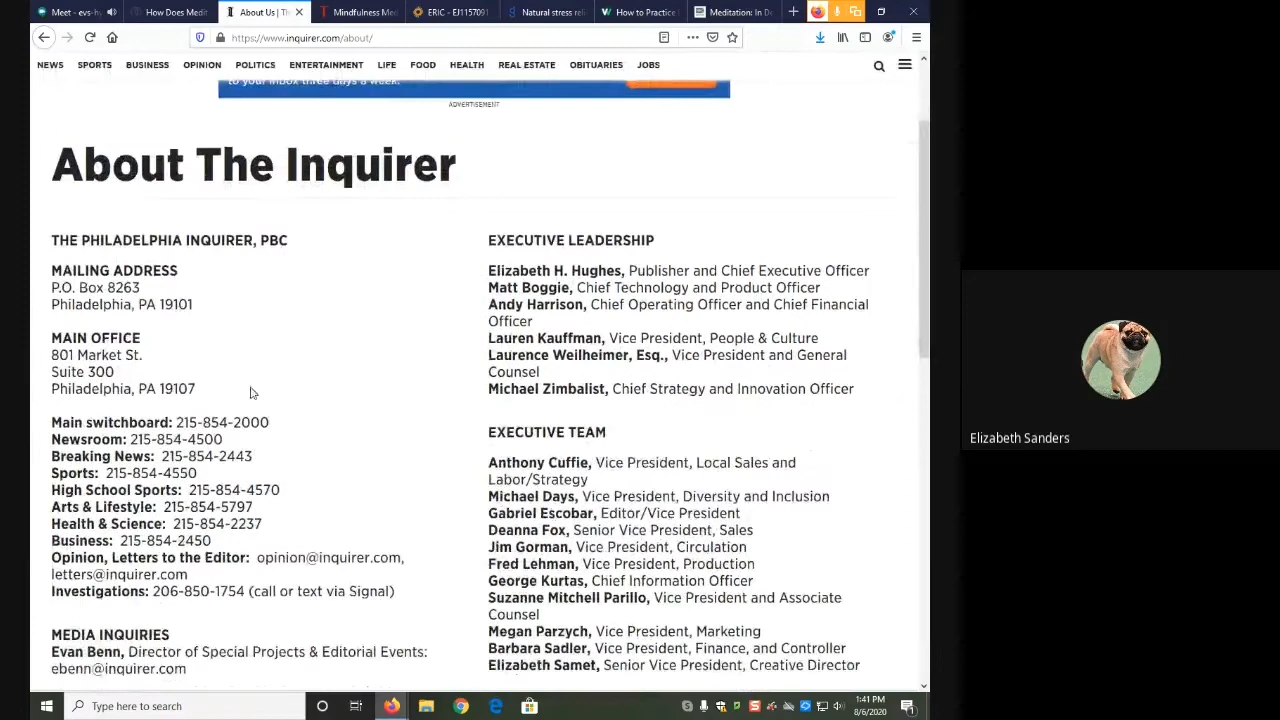 Meet - evs-h
How Does Medit
About Us | Th
Mindfulness Med
ERIC - EJ1157091
Natural stress reli
How to Practice
Meditation: In De
https://www.inquirer.com/about/
NEWS SPORTS BUSINESS OPINION POLITICS ENTERTAINMENT LIFE FOOD HEALTH REAL ESTATE OBITUARIES JOBS
to your inbox three days a week.
ADVERTISEMENT
About The Inquirer
THE PHILADELPHIA INQUIRER, PBC
MAILING ADDRESS
P.O. Box 8263
Philadelphia, PA 19101
MAIN OFFICE
801 Market St.
Suite 300
Philadelphia, PA 19107
Main switchboard: 215-854-2000
Newsroom: 215-854-4500
Breaking News: 215-854-2443
Sports: 215-854-4550
High School Sports: 215-854-4570
Arts & Lifestyle: 215-854-5797
Health & Science: 215-854-2237
Business: 215-854-2450
Opinion, Letters to the Editor: opinion@inquirer.com,
letters@inquirer.com
Investigations: 206-850-1754 (call or text via Signal)
MEDIA INQUIRIES
Evan Benn, Director of Special Projects & Editorial Events:
ebenn@inquirer.com
EXECUTIVE LEADERSHIP
Elizabeth H. Hughes, Publisher and Chief Executive Officer
Matt Boggie, Chief Technology and Product Officer
Andy Harrison, Chief Operating Officer and Chief Financial
Officer
Lauren Kauffman, Vice President, People & Culture
Laurence Weilheimer, Esq., Vice President and General
Counsel
Michael Zimbalist, Chief Strategy and Innovation Officer
EXECUTIVE TEAM
Anthony Cuffie, Vice President, Local Sales and
Labor/Strategy
Michael Days, Vice President, Diversity and Inclusion
Gabriel Escobar, Editor/Vice President
Deanna Fox, Senior Vice President, Sales
Jim Gorman, Vice President, Circulation
Fred Lehman, Vice President, Production
George Kurtas, Chief Information Officer
Suzanne Mitchell Parillo, Vice President and Associate
Counsel
Megan Parzych, Vice President, Marketing
Barbara Sadler, Vice President, Finance, and Controller
Elizabeth Samet, Senior Vice President, Creative Director
Elizabeth Sanders
Type here to search
1:41 PM
8/6/2020